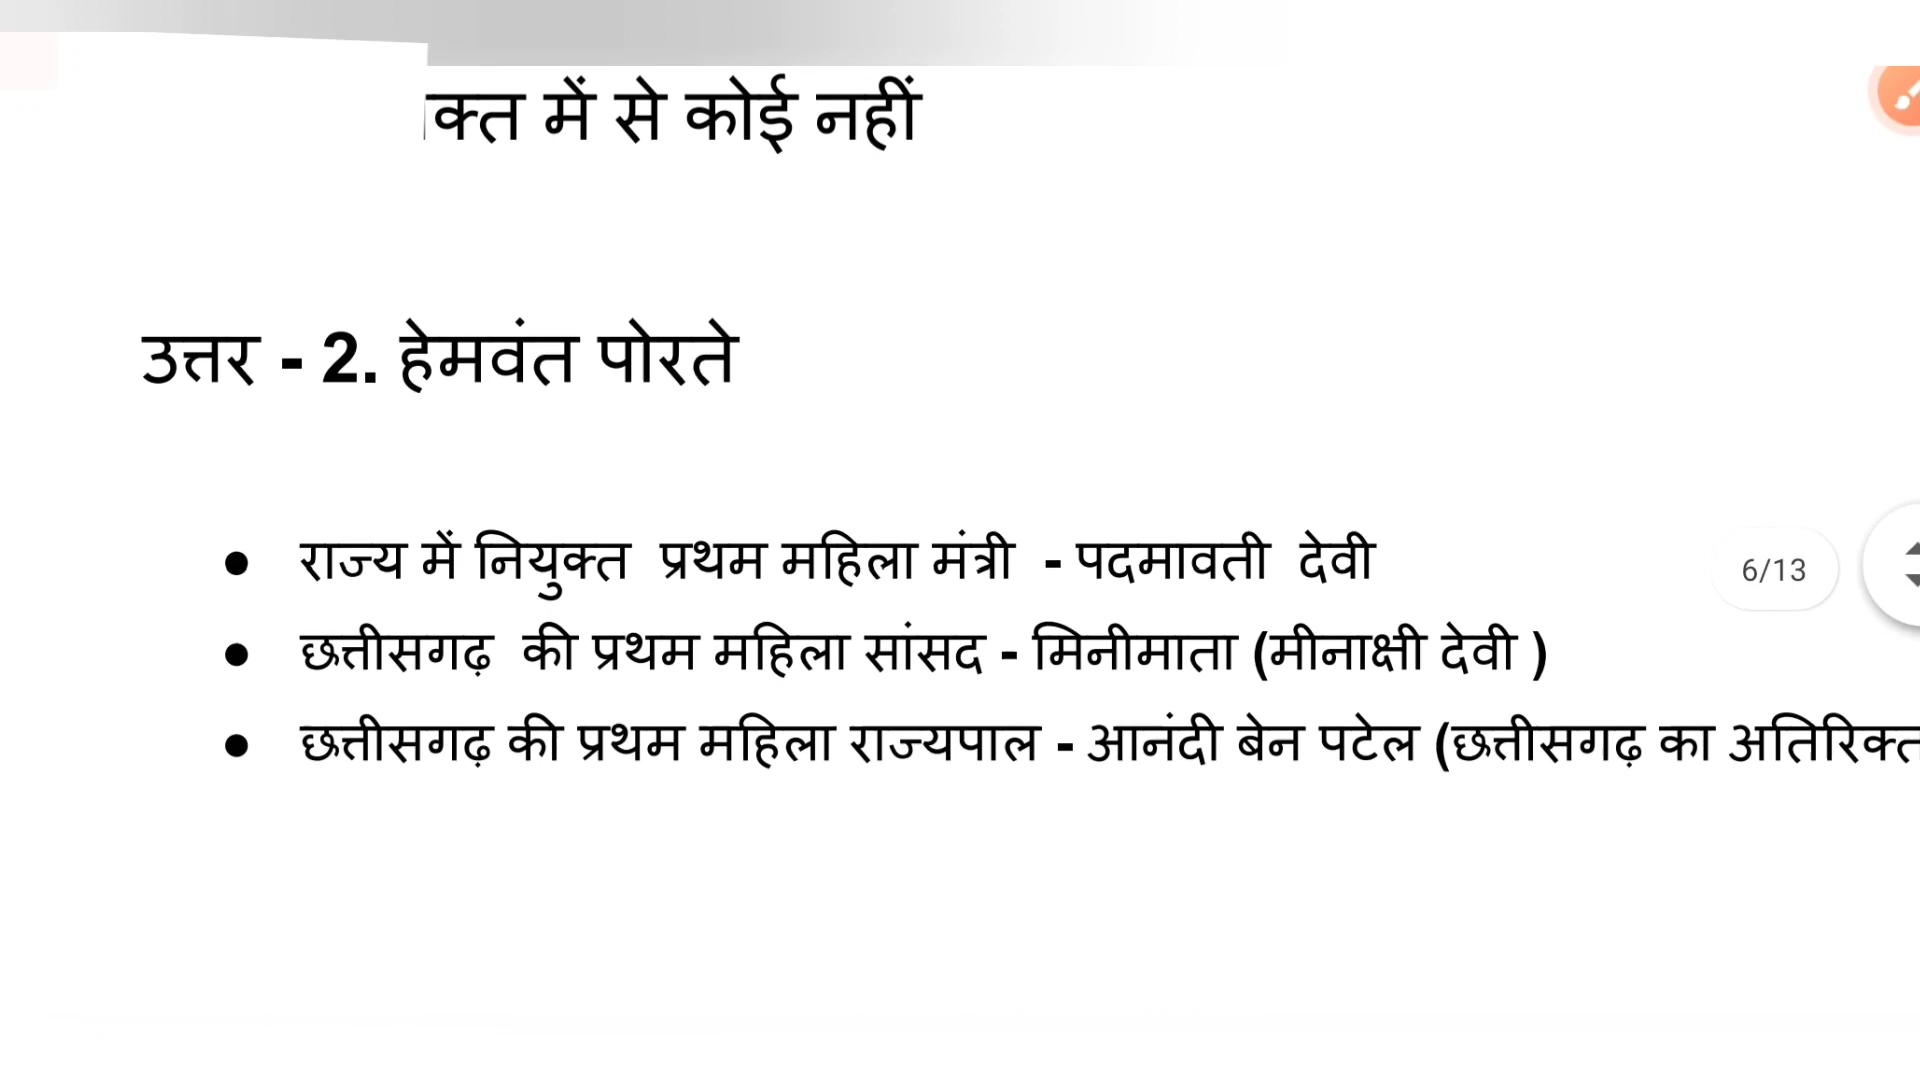 क्त में से कोई नहीं
उत्तर - 2. हेमवंत पोरते
● राज्य में नियुक्त प्रथम महिला मंत्री - पदमावती देवी
6/13
● छत्तीसगढ़ की प्रथम महिला सांसद - मिनीमाता (मीनाक्षी देवी )
● छत्तीसगढ़ की प्रथम महिला राज्यपाल - आनंदी बेन पटेल (छत्तीसगढ़ का अतिरिक्त